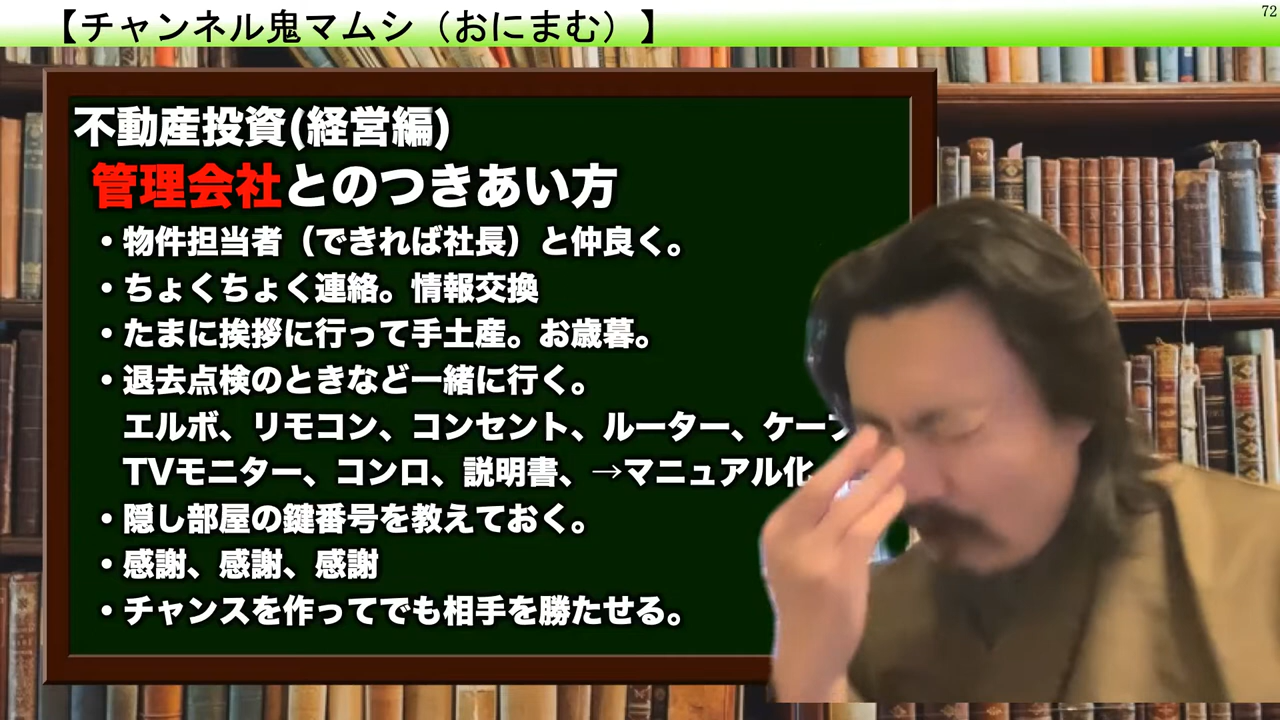 【チャンネル鬼マムシ（おにまむ）】
72
不動産投資(経営編)
管理会社とのつきあい方
・物件担当者（できれば社長）と仲良く。
・ちょくちょく連絡。情報交換
・たまに挨拶に行って手土産。お歳暮。
・退去点検のときなど一緒に行く。
エルボ、リモコン、コンセント、ルーター、ケーブ
TVモニター、コンロ、説明書、→マニュアル化
・隠し部屋の鍵番号を教えておく。
・感謝、感謝、感謝
・チャンスを作ってでも相手を勝たせる。